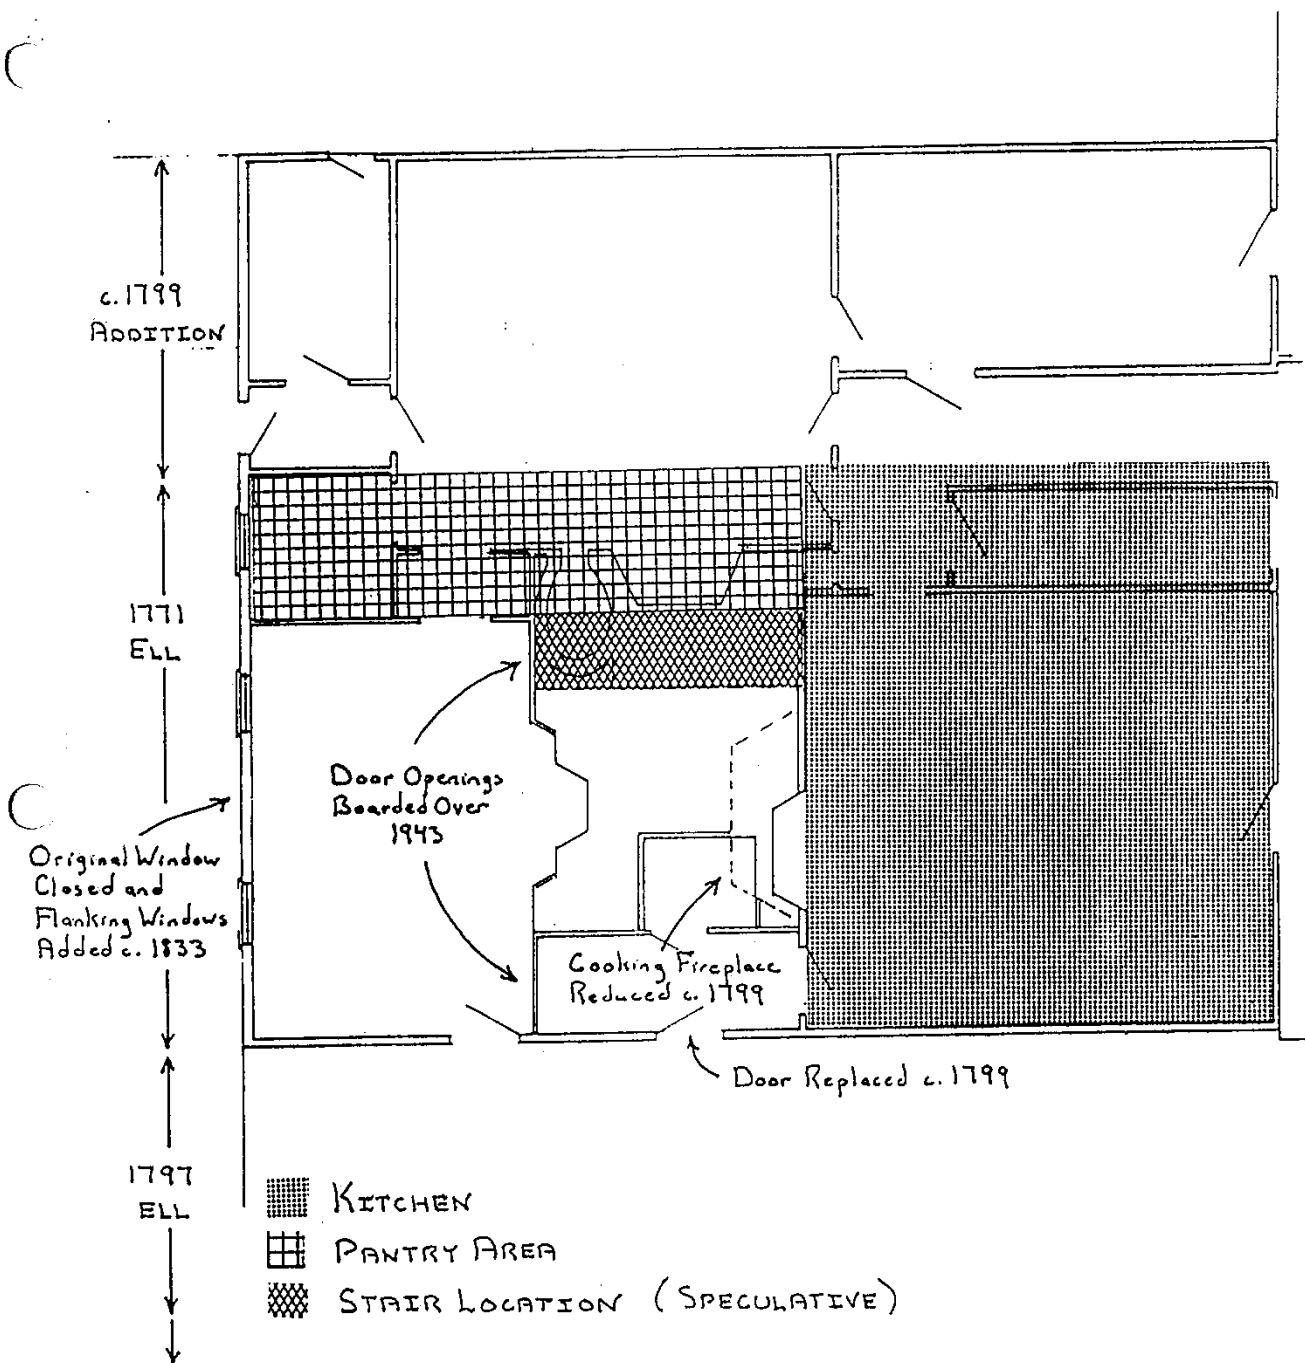 c. 1799
ADDITION
1771
ELL
Door Openings
Boarded Over
1943
Original Window
Closed and
Flanking Windows
Added c. 1833
Cooking Fireplace
Reduced c. 1799
Door Replaced c. 1799
1797
ELL
KITCHEN
PANTRY AREA
STAIR LOCATION (SPECULATIVE)